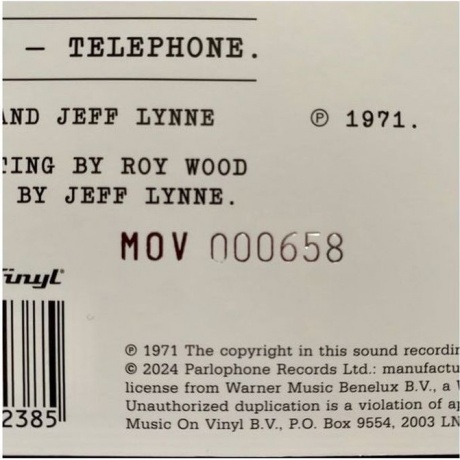 — TELEPHONE.
AND JEFF LYNNE ℗ 1971.
TING BY ROY WOOD
BY JEFF LYNNE.
MOV 000658
inyl
℗ 1971 The copyright in this sound recordin
© 2024 Parlophone Records Ltd.: manufactu
license from Warner Music Benelux B.V., a W
2385 Unauthorized duplication is a violation of ap
Music On Vinyl B.V., P.O. Box 9554, 2003 LN